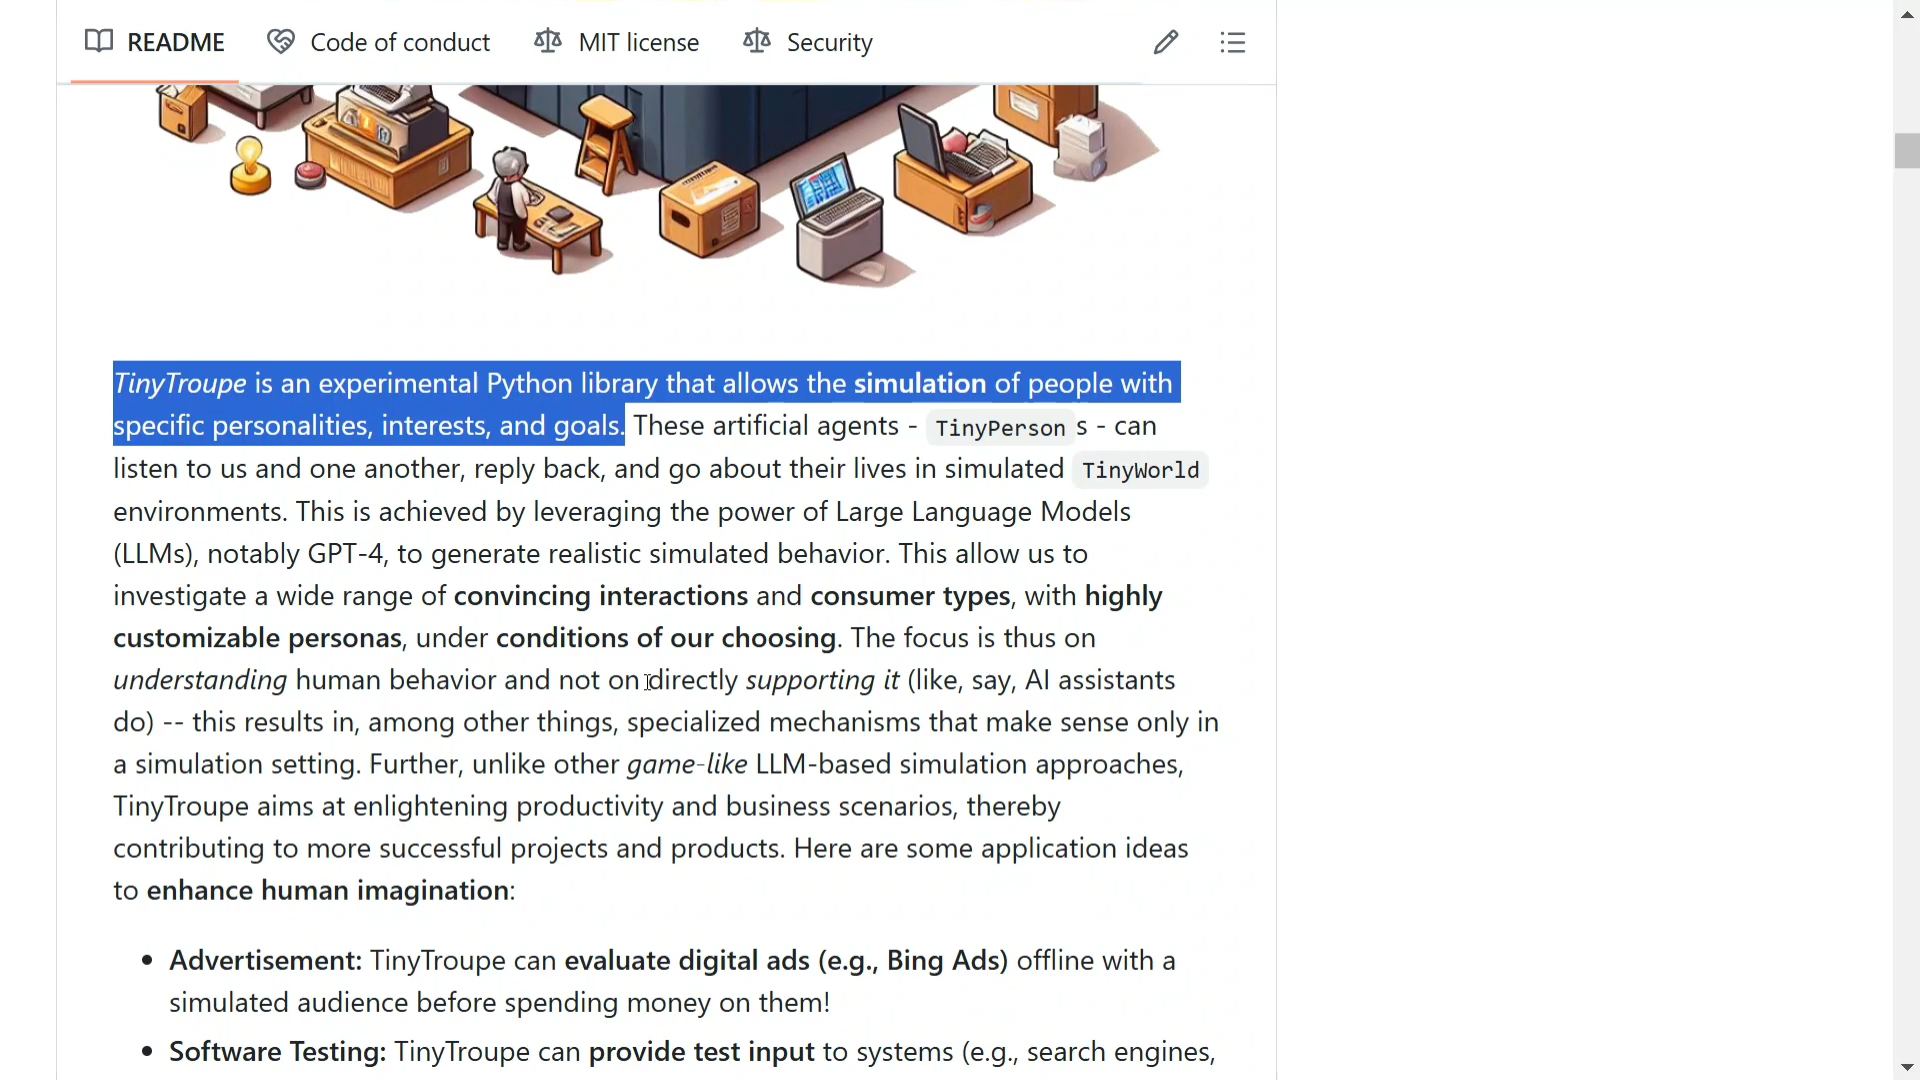 README
Code of conduct
MIT license
Security
TinyTroupe is an experimental Python library that allows the simulation of people with
specific personalities, interests, and goals. These artificial agents - TinyPerson s - can
listen to us and one another, reply back, and go about their lives in simulated TinyWorld
environments. This is achieved by leveraging the power of Large Language Models
(LLMs), notably GPT-4, to generate realistic simulated behavior. This allow us to
investigate a wide range of convincing interactions and consumer types, with highly
customizable personas, under conditions of our choosing. The focus is thus on
understanding human behavior and not on directly supporting it (like, say, AI assistants
do) -- this results in, among other things, specialized mechanisms that make sense only in
a simulation setting. Further, unlike other game-like LLM-based simulation approaches,
TinyTroupe aims at enlightening productivity and business scenarios, thereby
contributing to more successful projects and products. Here are some application ideas
to enhance human imagination:
• Advertisement: TinyTroupe can evaluate digital ads (e.g., Bing Ads) offline with a
simulated audience before spending money on them!
• Software Testing: TinyTroupe can provide test input to systems (e.g., search engines,